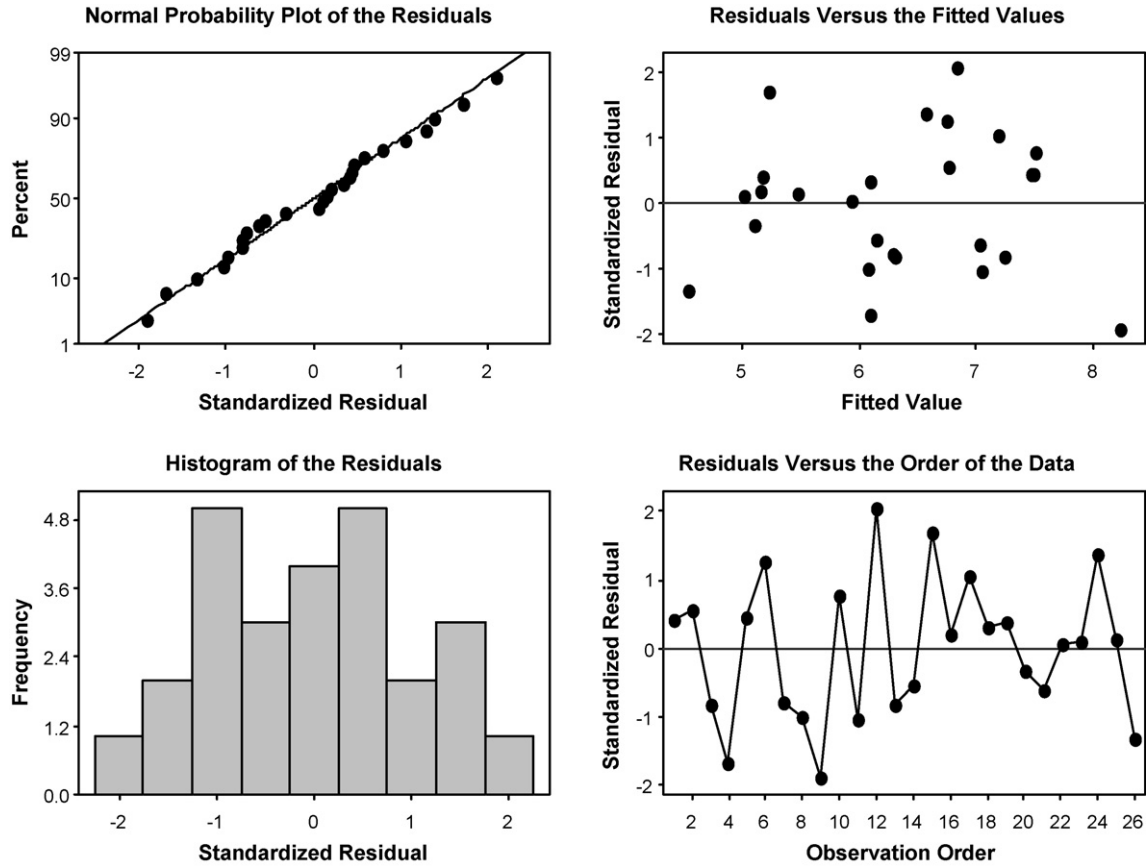 Normal Probability Plot of the Residuals
99
90
50
10
1
Percent
-2 -1 0 1 2
Standardized Residual
Residuals Versus the Fitted Values
2
1
0
-1
-2
Standardized Residual
5 6 7 8
Fitted Value
Histogram of the Residuals
4.8
3.6
2.4
1.2
0.0
Frequency
-2 -1 0 1 2
Standardized Residual
Residuals Versus the Order of the Data
2
1
0
-1
-2
Standardized Residual
2 4 6 8 10 12 14 16 18 20 22 24 26
Observation Order